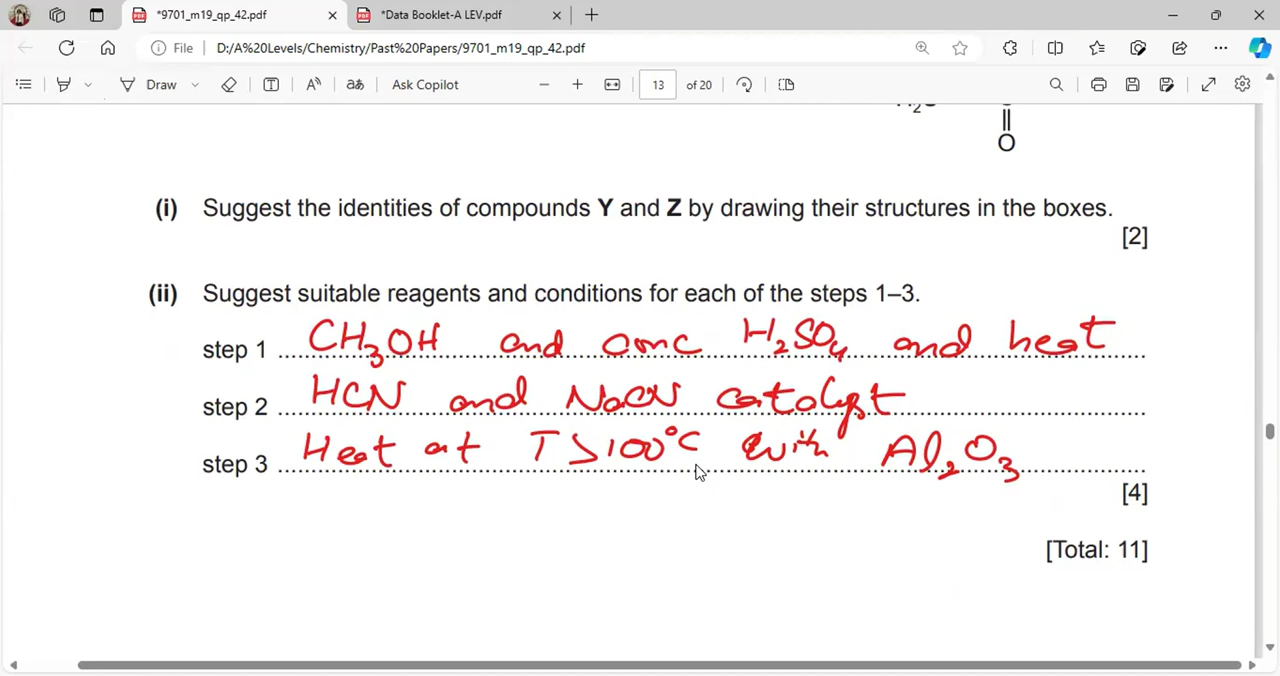 *9701_m19_qp_42.pdf
*Data Booklet-A LEV.pdf
File D:/A%20Levels/Chemistry/Past%20Papers/9701_m19_qp_42.pdf
Draw
Ask Copilot
13 of 20
O
(i) Suggest the identities of compounds Y and Z by drawing their structures in the boxes.
[2]
(ii) Suggest suitable reagents and conditions for each of the steps 1–3.
step 1 CH₃OH and conc H₂SO₄ and heat
step 2 HCN and NaCN catalyst
step 3 Heat at T>100°C with Al₂O₃
[4]
[Total: 11]